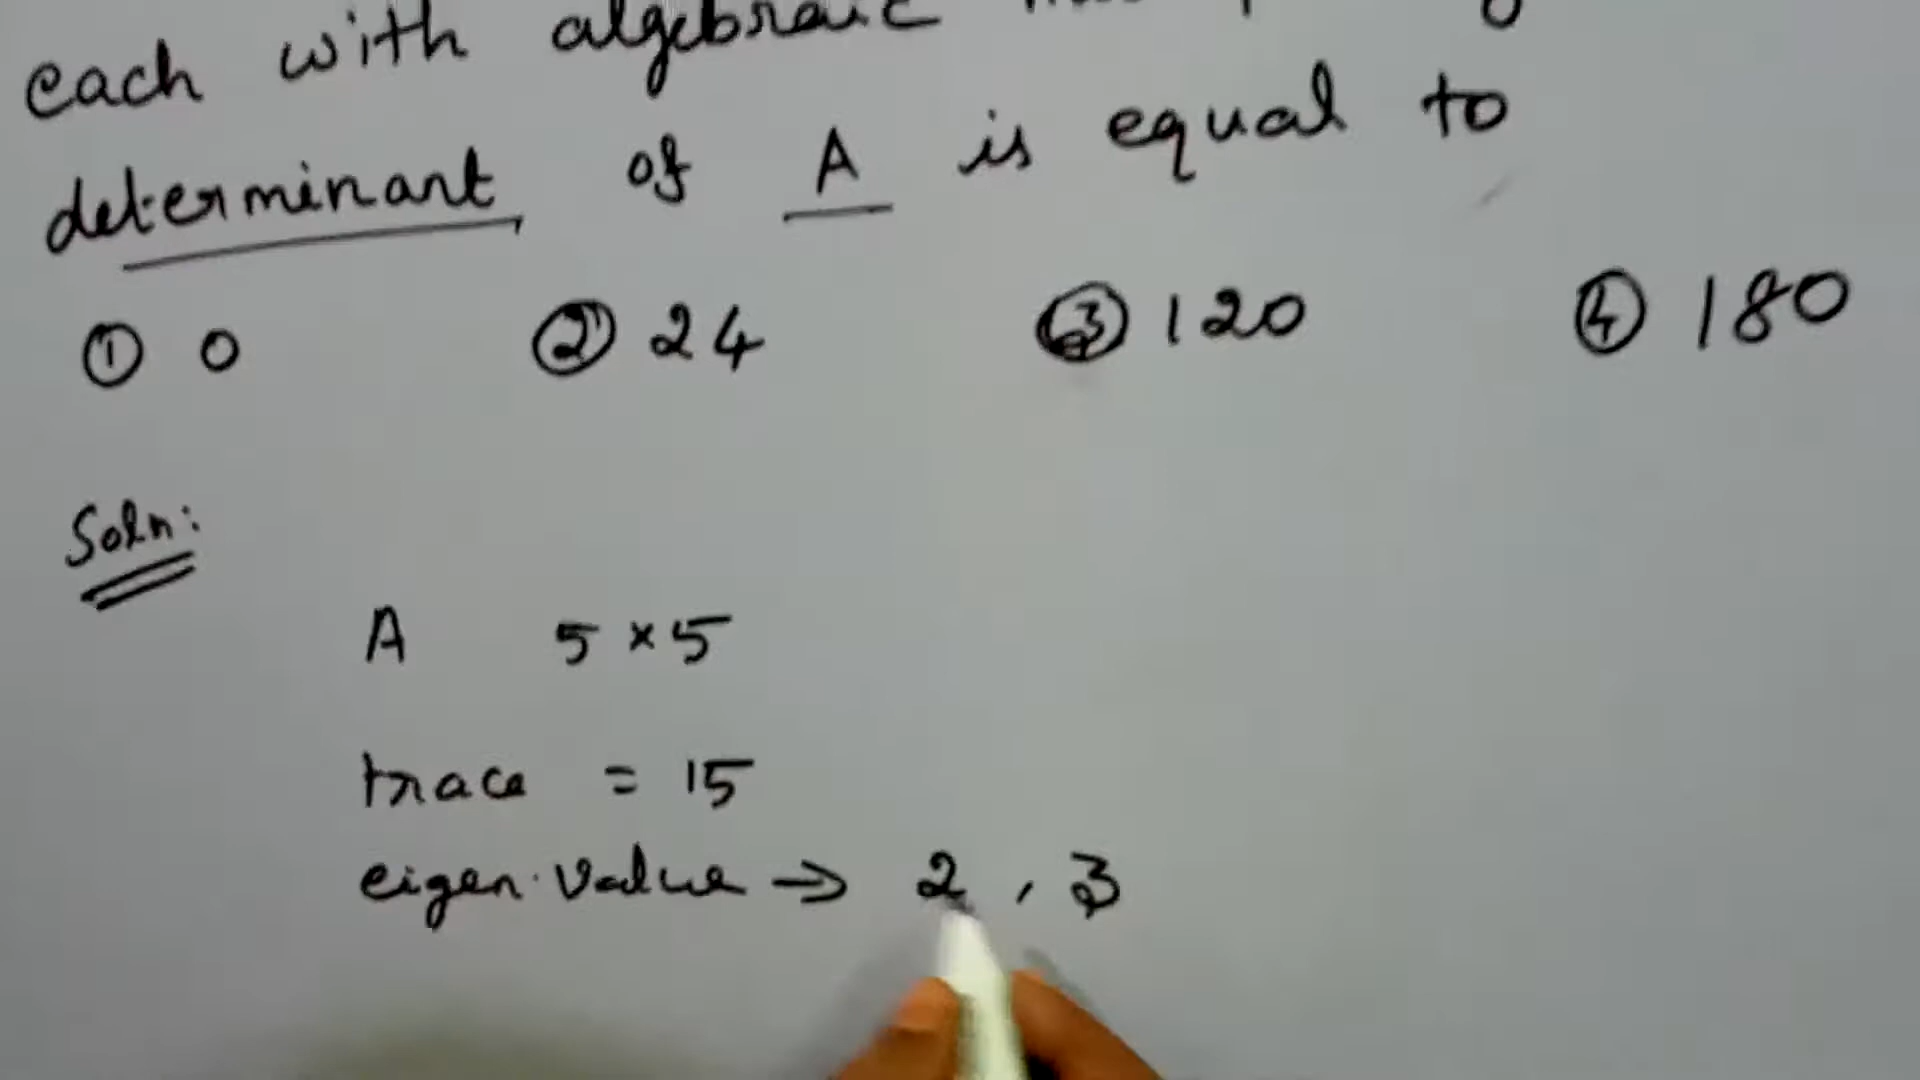 each with algebraic
determinant of A is equal to
① 0 ② 24 ③ 120 ④ 180
Soln:
A 5 × 5
trace = 15
eigen value → 2, 3